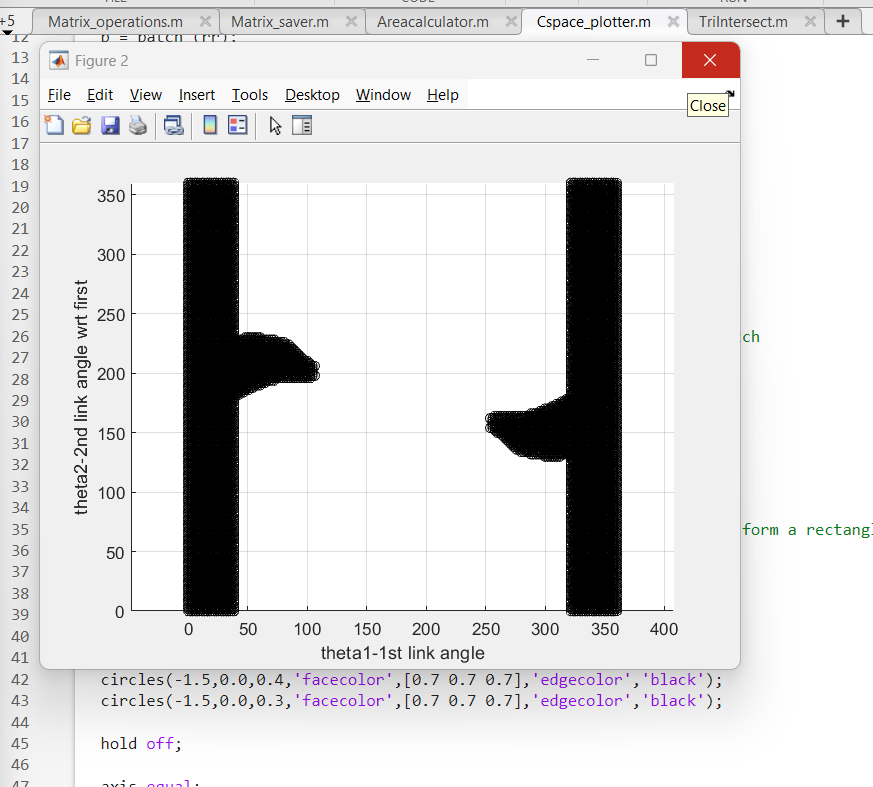 +5 Matrix_operations.m Matrix_saver.m Areacalculator.m Cspace_plotter.m TriIntersect.m +
12 p = patch (rr);
Figure 2
13
14 File Edit View Insert Tools Desktop Window Help
15 Close
16
17
18
19
20
21
22
23
24
25
26 ch
27
28
29
30
31
32
33
34
35 form a rectang
36
37
38
39
40
41
350
300
250
200
150
100
50
0
theta2-2nd link angle wrt first
0 50 100 150 200 250 300 350 400
theta1-1st link angle
42 circles(-1.5,0.0,0.4,'facecolor',[0.7 0.7 0.7],'edgecolor','black');
43 circles(-1.5,0.0,0.3,'facecolor',[0.7 0.7 0.7],'edgecolor','black');
44
45 hold off;
46
47 axis equal;